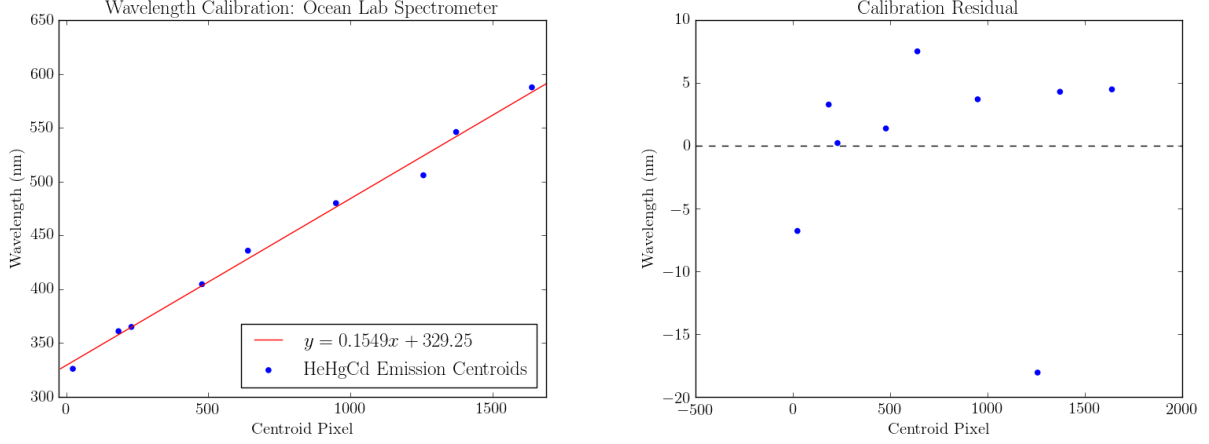 Wavelength Calibration: Ocean Lab Spectrometer
650
600
550
500
450
400
350
300
Wavelength (nm)
y = 0.1549x + 329.25
HeHgCd Emission Centroids
0 500 1000 1500
Centroid Pixel
Calibration Residual
10
5
0
−5
−10
−15
−20
Wavelength (nm)
−500 0 500 1000 1500 2000
Centroid Pixel